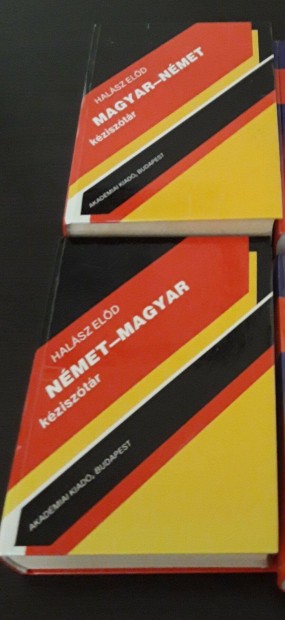 HALÁSZ ELŐD
MAGYAR–NÉMET
kéziszótár
AKADÉMIAI KIADÓ, BUDAPEST
HALÁSZ ELŐD
NÉMET–MAGYAR
kéziszótár
AKADÉMIAI KIADÓ, BUDAPEST